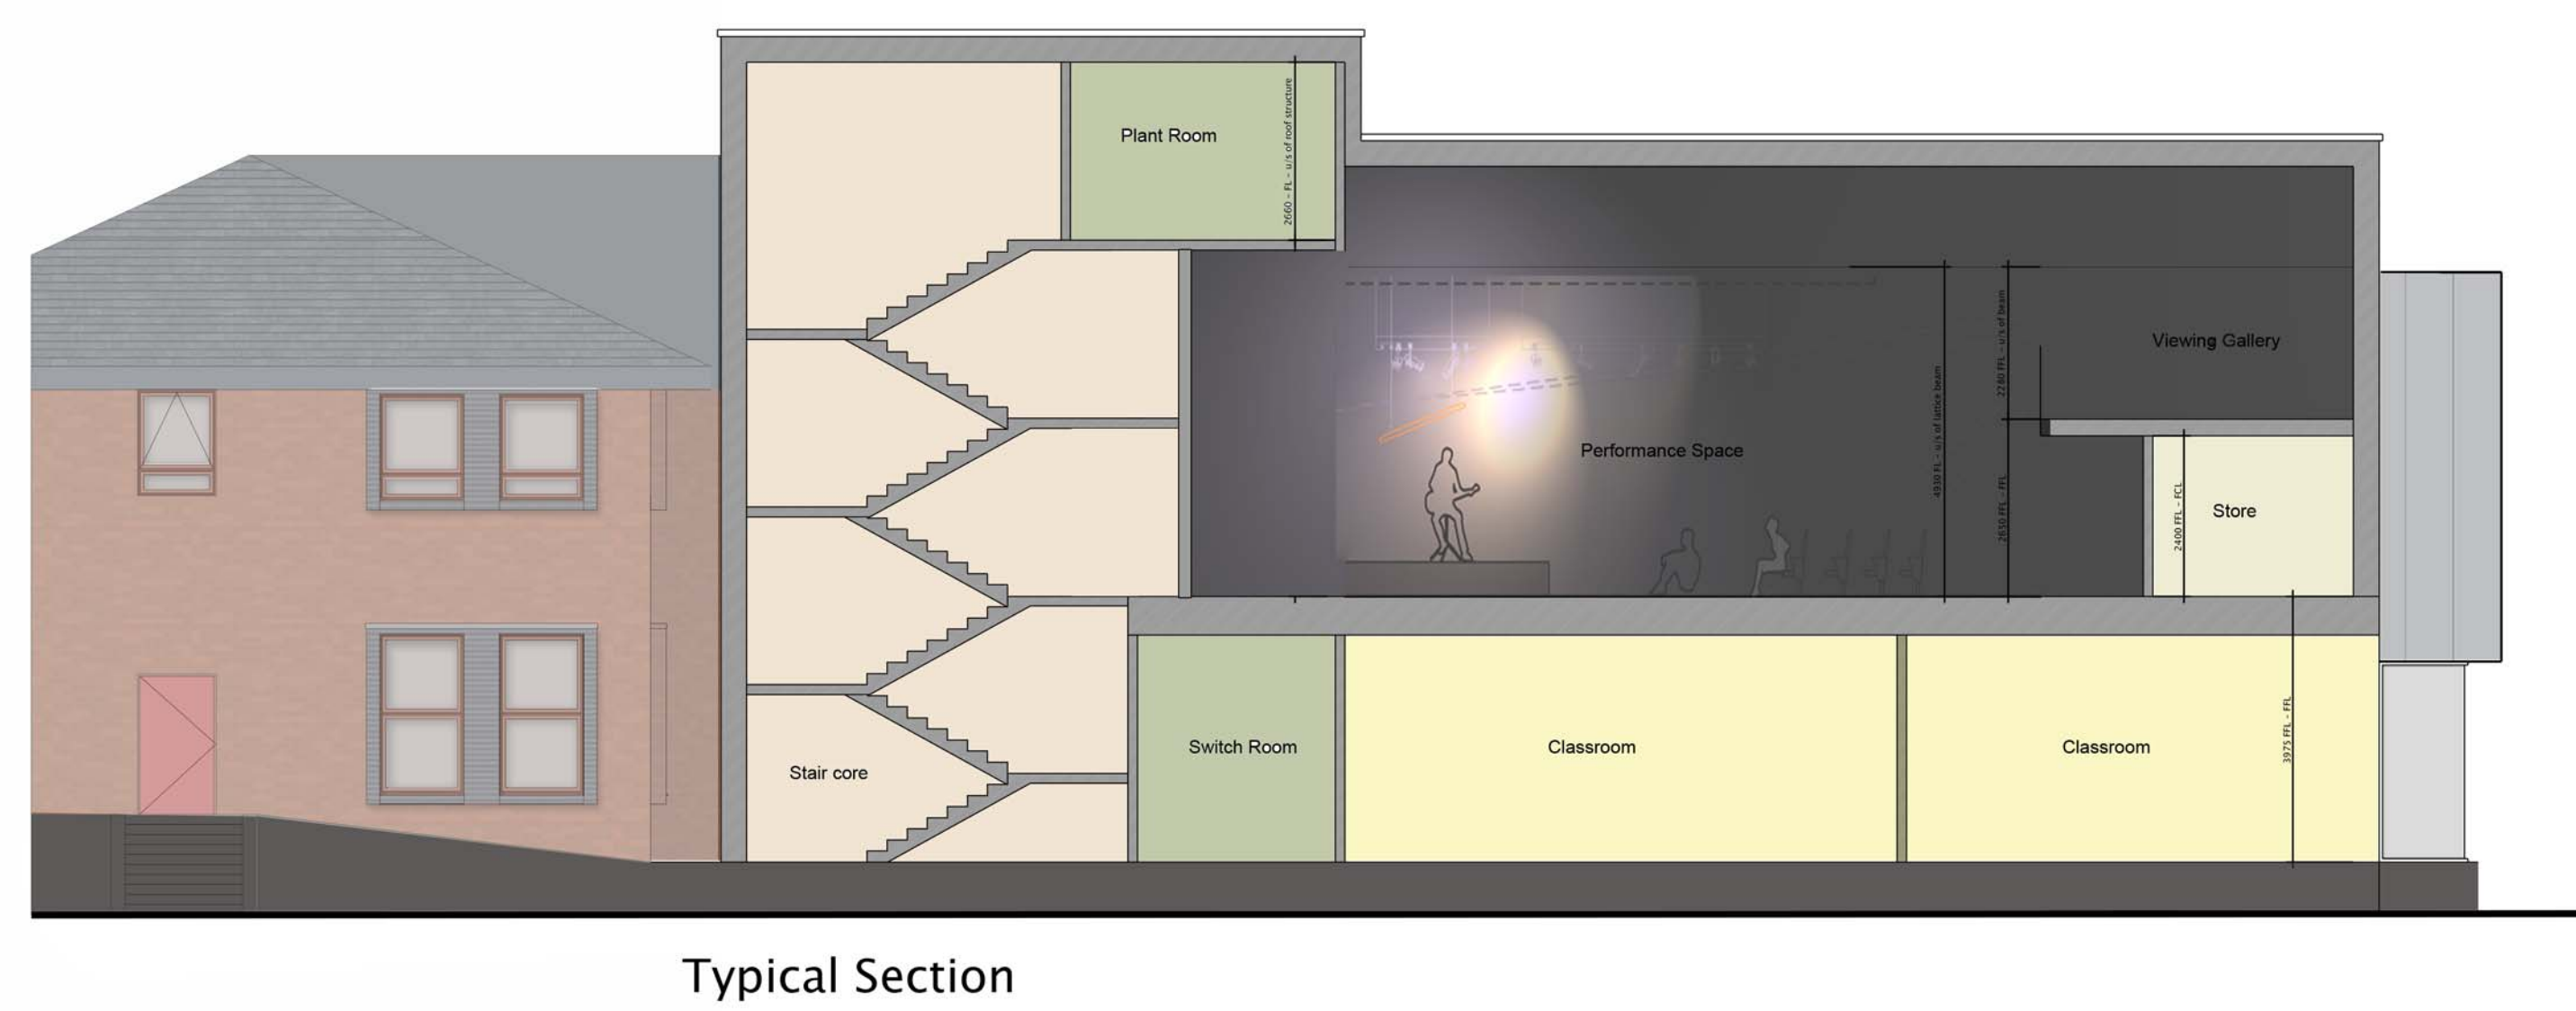 Plant Room
2660 - FL - u/s of roof structure
Viewing Gallery
2280 FFL - u/s of beam
4930 FL - u/s of lattice beam
Performance Space
2650 FFL - FFL
2400 FFL - FCL
Store
Switch Room
Classroom
Classroom
3975 FFL - FFL
Stair core
Typical Section